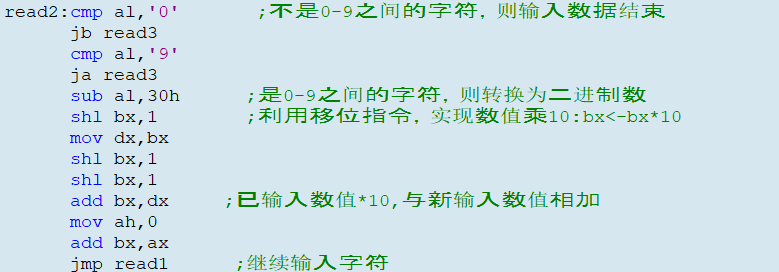 read2:cmp al,'0'      ;不是0-9之间的字符，则输入数据结束
jb read3
cmp al,'9'
ja read3
sub al,30h      ;是0-9之间的字符，则转换为二进制数
shl bx,1      ;利用移位指令，实现数值乘10:bx<-bx*10
mov dx,bx
shl bx,1
shl bx,1
add bx,dx    ;已输入数值*10,与新输入数值相加
mov ah,0
add bx,ax
jmp read1     ;继续输入字符